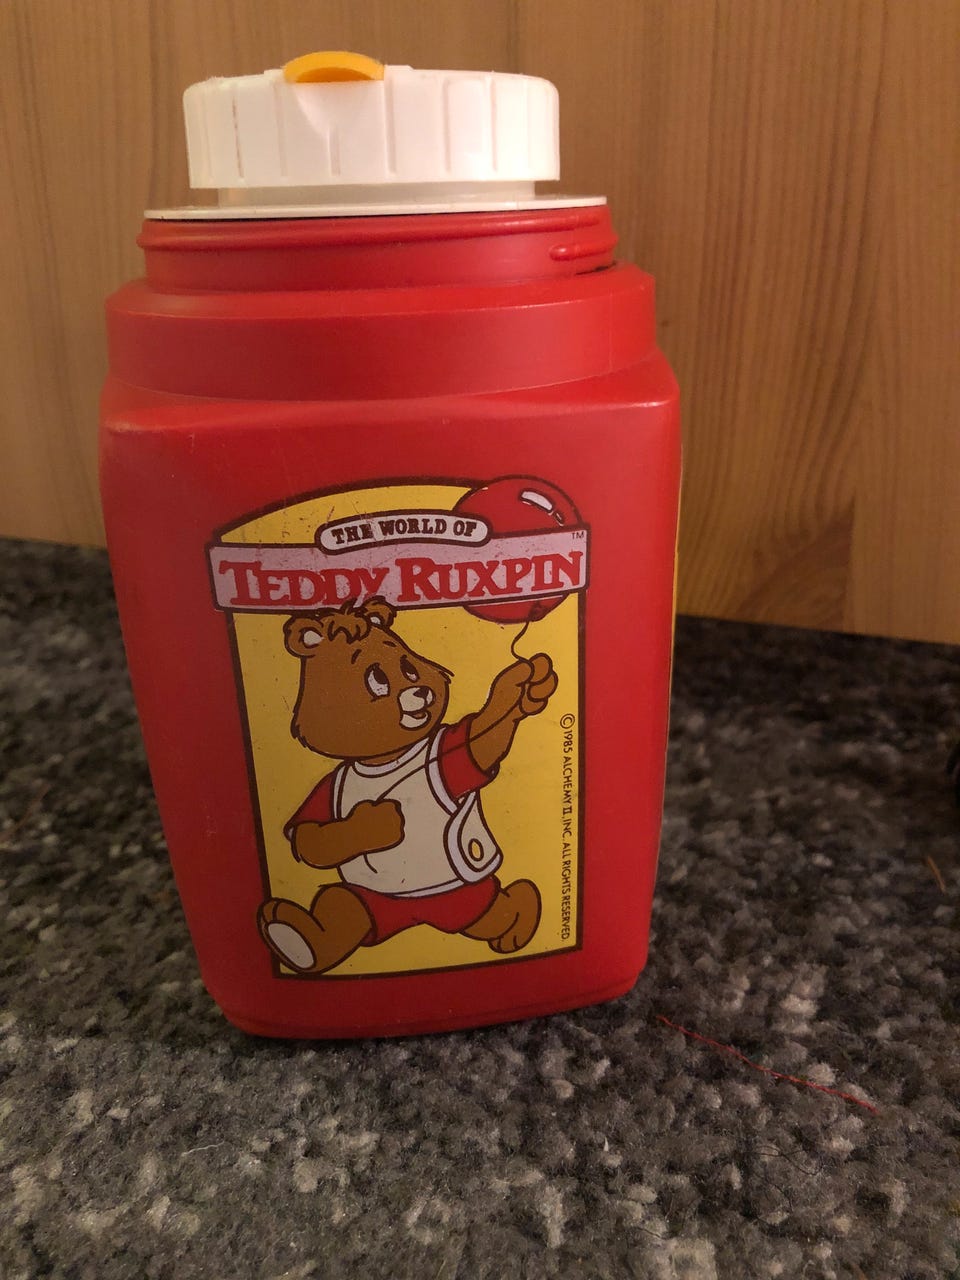 THE WORLD OF
TEDDY RUXPIN
TM
©1985 ALCHEMY II, INC. ALL RIGHTS RESERVED.